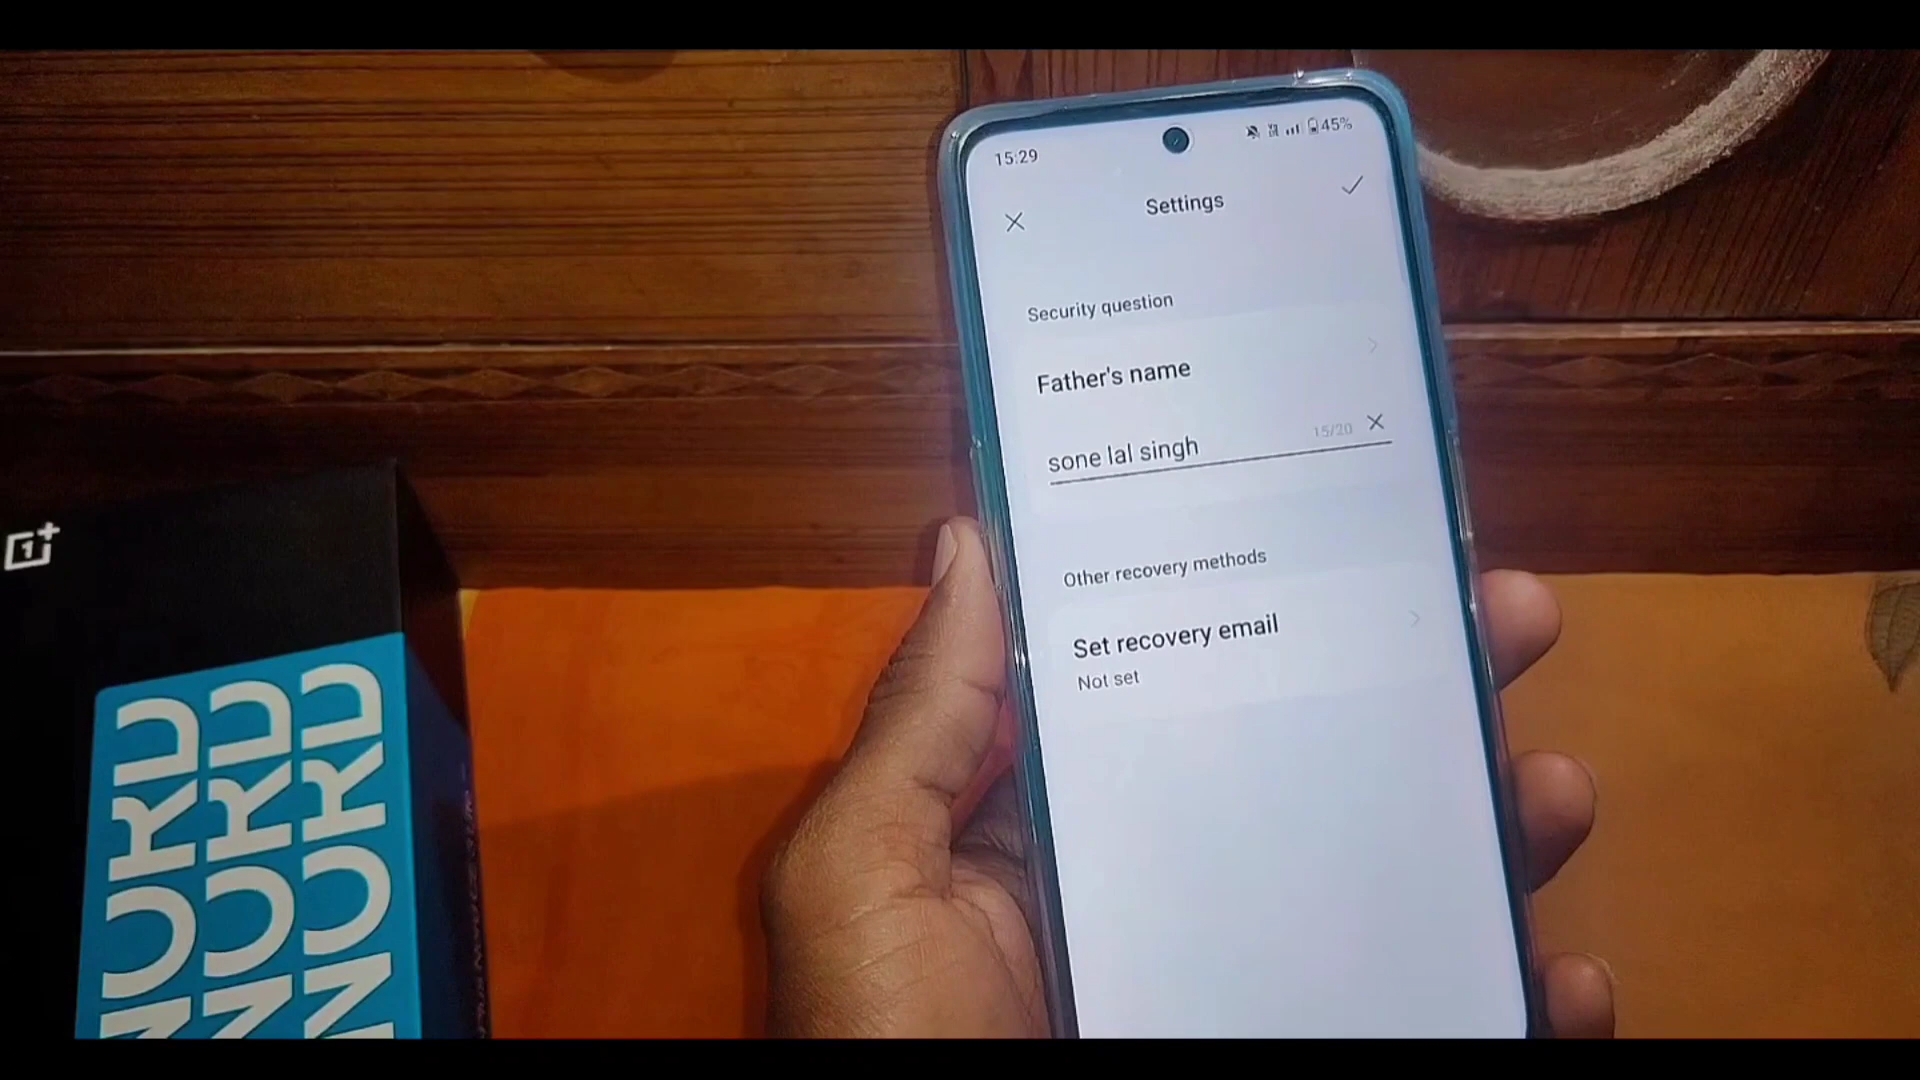 15:29
45%
Settings
Security question
Father's name
sone lal singh
15/20
Other recovery methods
Set recovery email
Not set
1+
NORD
NORD
NORD